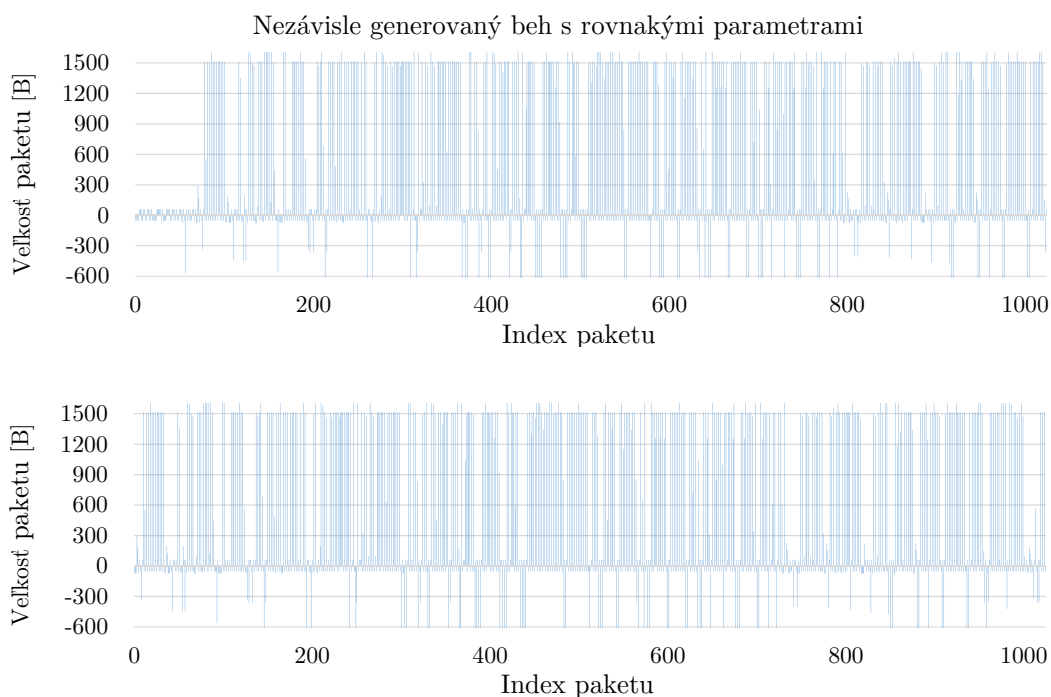 Nezávisle generovaný beh s rovnakými parametrami
Veľkosť paketu [B]
1500
1200
900
600
300
0
-300
-600
0 200 400 600 800 1000
Index paketu
Veľkosť paketu [B]
1500
1200
900
600
300
0
-300
-600
0 200 400 600 800 1000
Index paketu